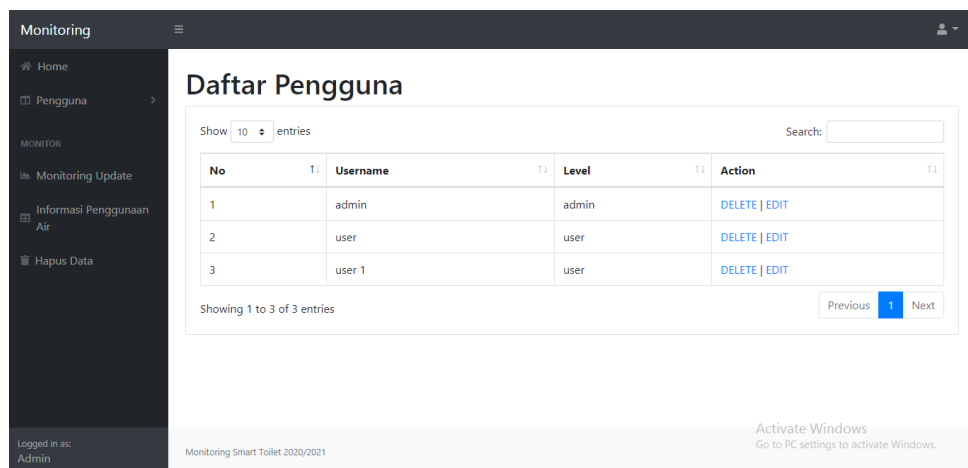 Monitoring
Home
Pengguna
MONITOR
Monitoring Update
Informasi Penggunaan
Air
Hapus Data
Logged in as:
Admin
Daftar Pengguna
Show 10 entries Search:
No Username Level Action
1 admin admin DELETE | EDIT
2 user user DELETE | EDIT
3 user 1 user DELETE | EDIT
Showing 1 to 3 of 3 entries Previous 1 Next
Activate Windows
Go to PC settings to activate Windows.
Monitoring Smart Toilet 2020/2021